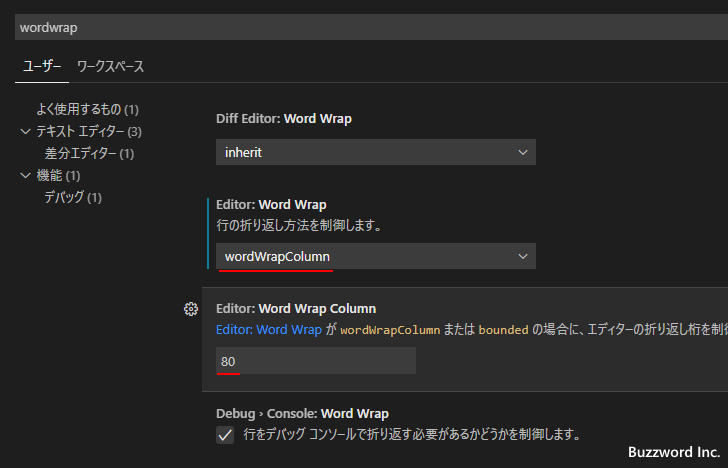 wordwrap
ユーザー ワークスペース
よく使用するもの (1)
テキスト エディター (3)
差分エディター (1)
機能 (1)
デバッグ (1)
Diff Editor: Word Wrap
inherit
Editor: Word Wrap
行の折り返し方法を制御します。
wordWrapColumn
Editor: Word Wrap Column
Editor: Word Wrap が wordWrapColumn または bounded の場合に、エディターの折り返し桁を制
80
Debug › Console: Word Wrap
行をデバッグ コンソールで折り返す必要があるかどうかを制御します。
Buzzword Inc.